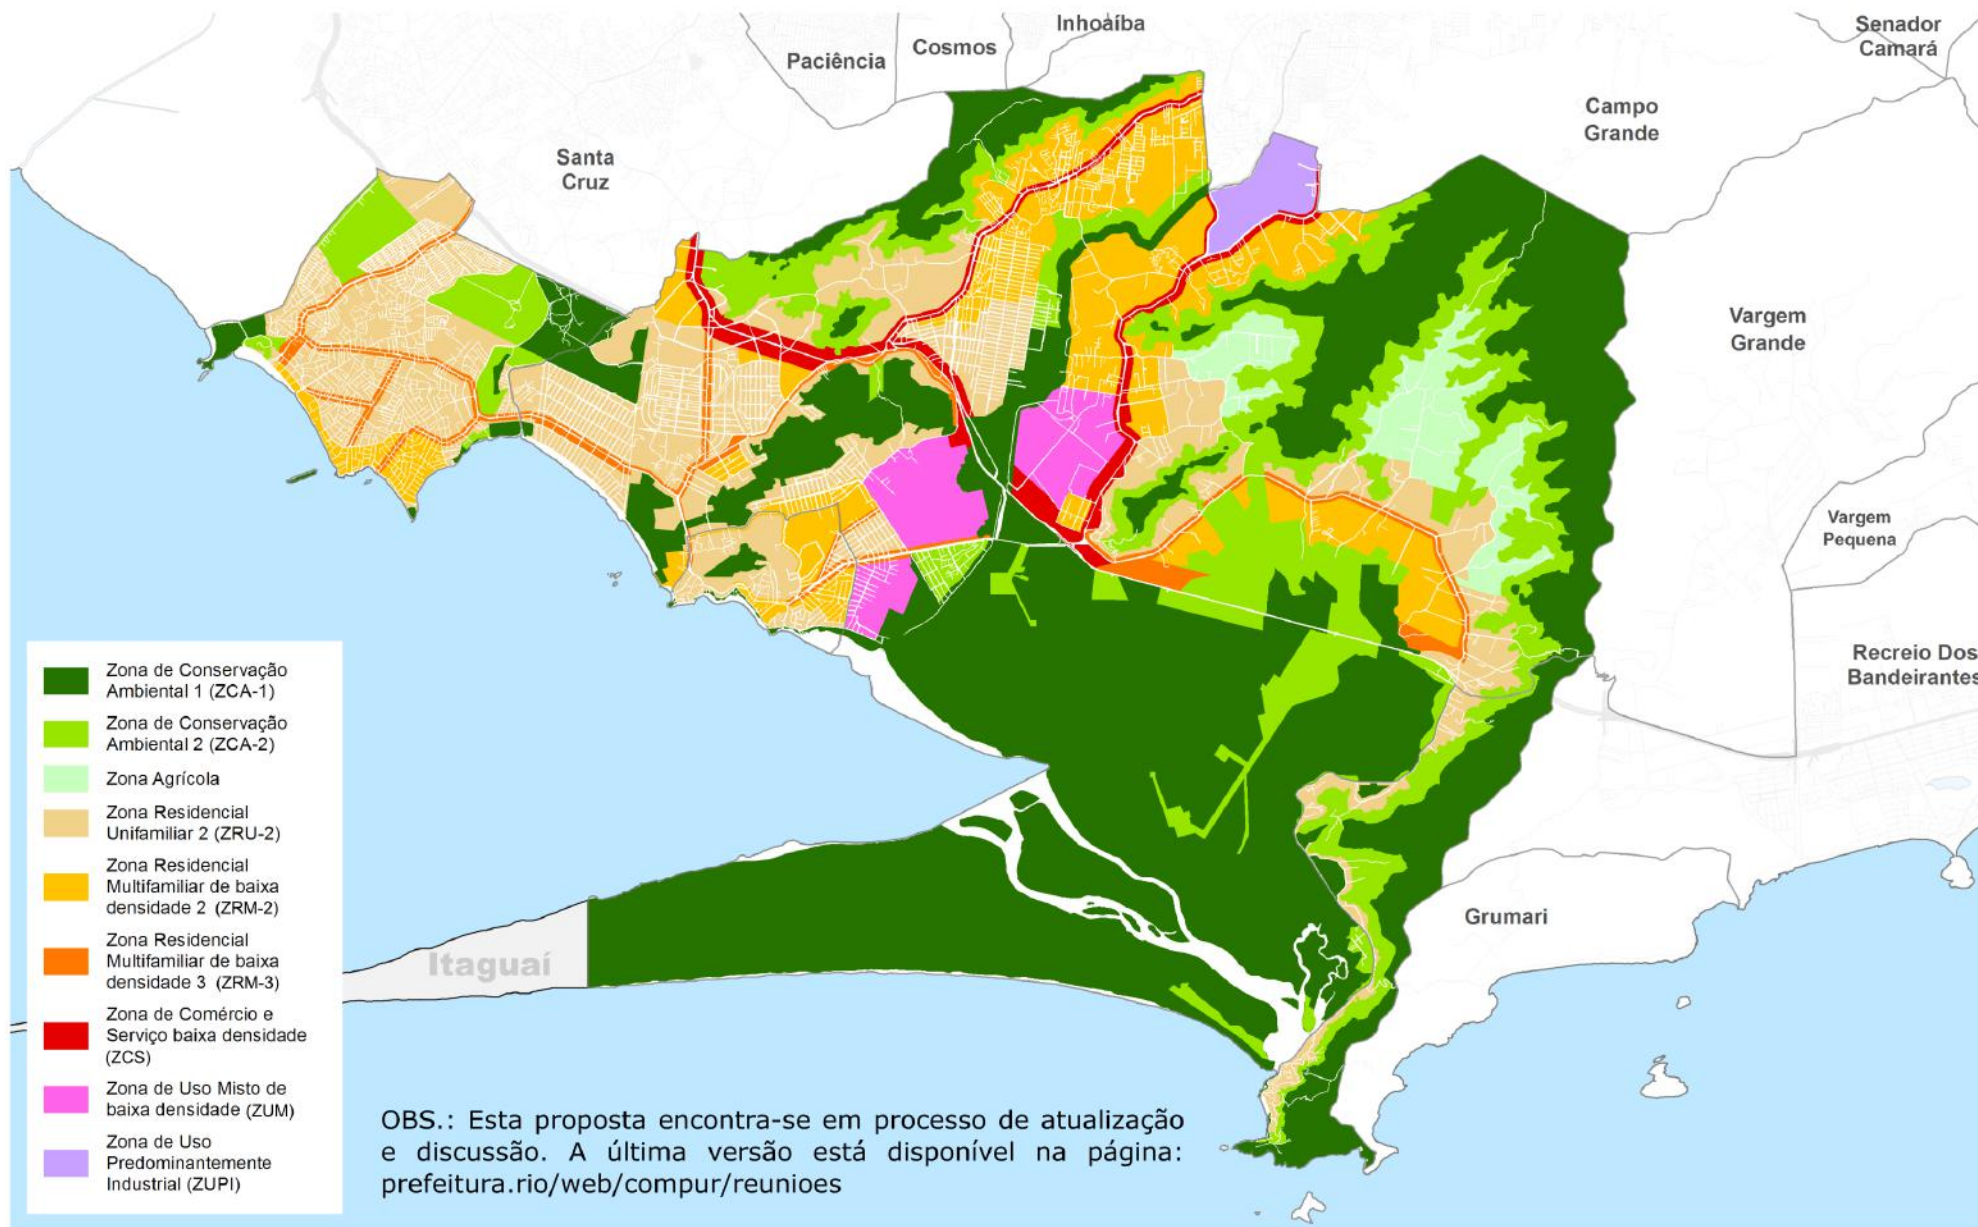 Inhoaíba
Senador
Camará
Paciência
Cosmos
Campo
Grande
Santa
Cruz
Vargem
Grande
Vargem
Pequena
Recreio Dos
Bandeirantes
Grumari
Itaguaí
Zona de Conservação
Ambiental 1 (ZCA-1)
Zona de Conservação
Ambiental 2 (ZCA-2)
Zona Agrícola
Zona Residencial
Unifamiliar 2 (ZRU-2)
Zona Residencial
Multifamiliar de baixa
densidade 2 (ZRM-2)
Zona Residencial
Multifamiliar de baixa
densidade 3 (ZRM-3)
Zona de Comércio e
Serviço baixa densidade
(ZCS)
Zona de Uso Misto de
baixa densidade (ZUM)
Zona de Uso
Predominantemente
Industrial (ZUPI)
OBS.: Esta proposta encontra-se em processo de atualização
e discussão. A última versão está disponível na página:
prefeitura.rio/web/compur/reunioes